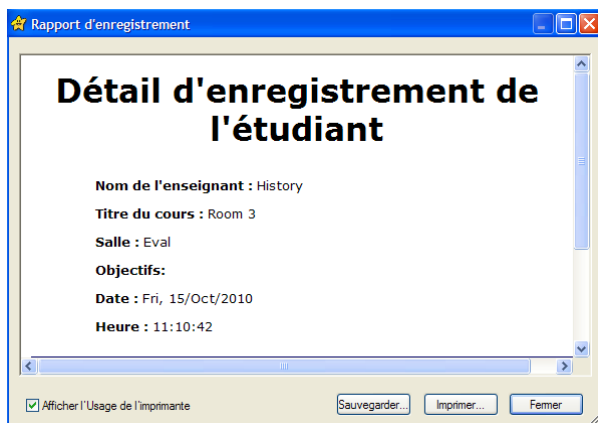 Rapport d'enregistrement
Détail d'enregistrement de
l'étudiant
Nom de l'enseignant : History
Titre du cours : Room 3
Salle : Eval
Objectifs:
Date : Fri, 15/Oct/2010
Heure : 11:10:42
Afficher l'Usage de l'imprimante
Sauvegarder...
Imprimer...
Fermer